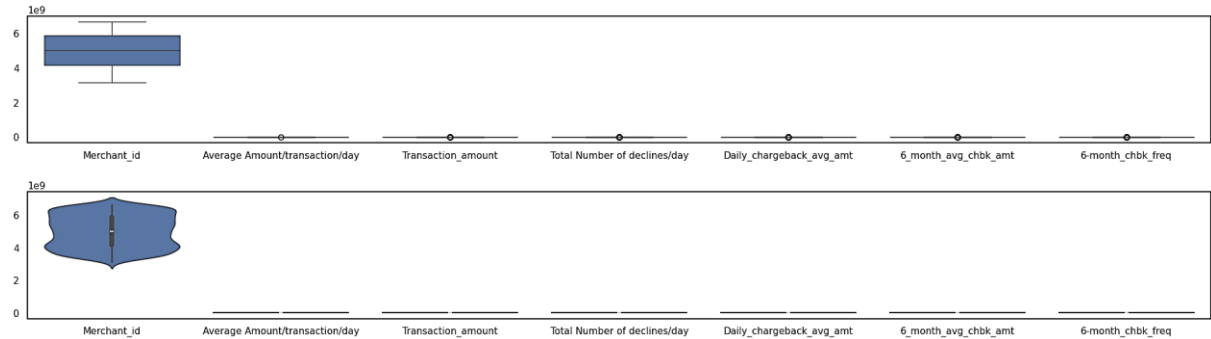 1e9
6
4
2
0
Merchant_id Average Amount/transaction/day Transaction_amount Total Number of declines/day Daily_chargeback_avg_amt 6_month_avg_chbk_amt 6-month_chbk_freq
1e9
6
4
2
0
Merchant_id Average Amount/transaction/day Transaction_amount Total Number of declines/day Daily_chargeback_avg_amt 6_month_avg_chbk_amt 6-month_chbk_freq